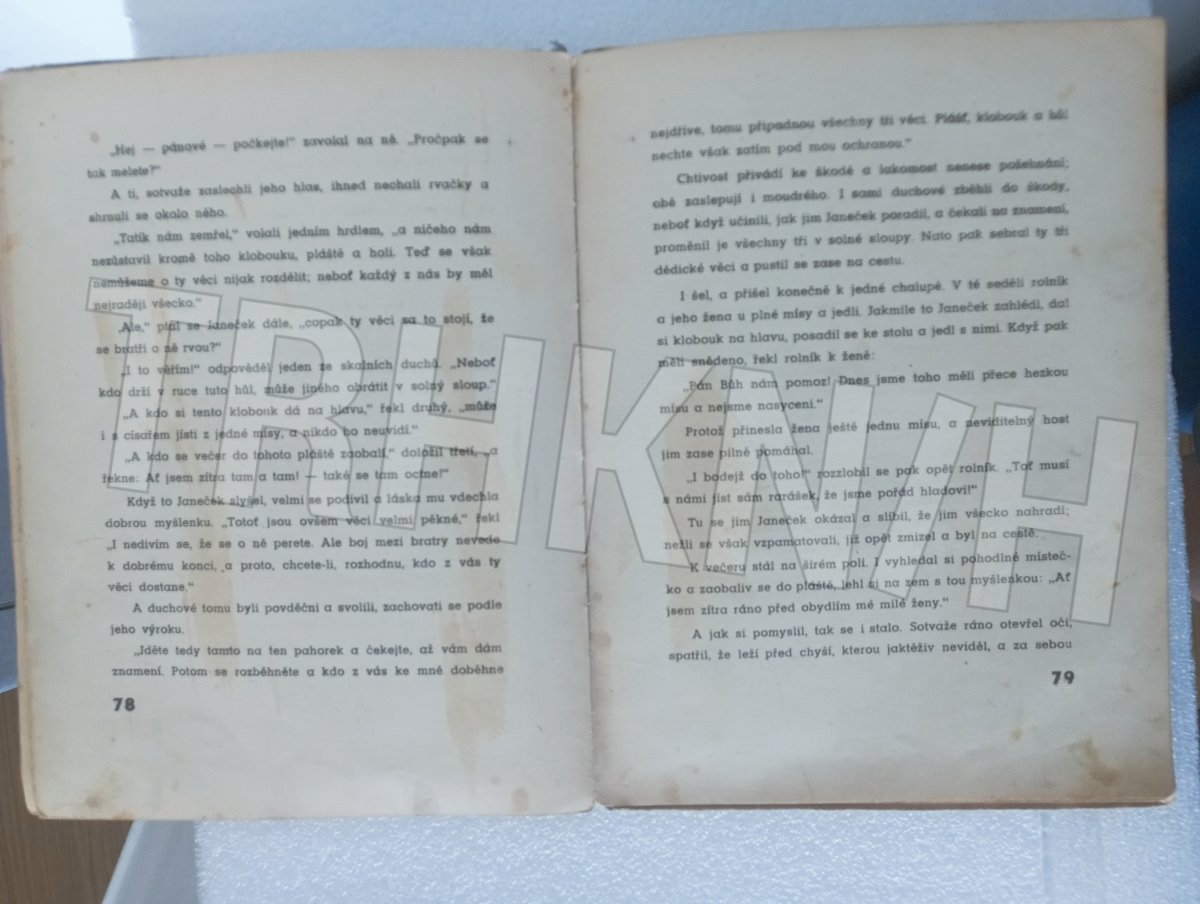 „Hej — pánové — počkejte!" zavolal na ně. „Pročpak se
tak melete?"
A ti, sotvaže zaslechli jeho hlas, ihned nechali rvačky a
shrnuli se okolo něho.
„Tatík nám zemřel," volali jedním hrdlem, „a ničeho nám
nezůstavil kromě toho klobouku, pláště a holi. Teď se však
nemůžeme o ty věci nijak rozdělit; neboť každý z nás by měl
nejraději všecko."
„Ale," ptal se Janeček dále, „copak ty věci za to stojí, že
se bratři o ně rvou?"
„I to věřím!" odpověděl jeden ze skalních duchů. „Neboť
kdo drží v ruce tuto hůl, může jiného obrátit v solný sloup."
„A kdo si tento klobouk dá na hlavu," řekl druhý, „může
i s císařem jísti z jedné mísy, a nikdo ho neuvidí."
„A kdo se večer do tohoto pláště zaobalí," doložil třetí, „a
řekne: Ať jsem zítra tam a tam! — také se tam octne!"
Když to Janeček slyšel, velmi se podivil a láska mu vdechla
dobrou myšlenku. „Totoť jsou ovšem věci velmi pěkné," řekl
„I nedivím se, že se o ně perete. Ale boj mezi bratry nevede
k dobrému konci, a proto, chcete-li, rozhodnu, kdo z vás ty
věci dostane."
A duchové tomu byli povděčni a svolili, zachovati se podle
jeho výroku.
„Jděte tedy tamto na ten pahorek a čekejte, až vám dám
znamení. Potom se rozběhněte a kdo z vás ke mně doběhne
78
nejdříve, tomu připadnou všechny tři věci. Plášť, klobouk a hůl
nechte však zatím pod mou ochranou."
Chtivost přivádí ke škodě a lakomost nenese požehnání;
obě zaslepují i moudrého. I sami duchové zběhli do škody,
neboť když učinili, jak jim Janeček poradil, a čekali na znamení,
proměnil je všechny tři v solné sloupy. Nato pak sebral ty tři
dědické věci a pustil se zase na cestu.
I šel, a přišel konečně k jedné chalupě. V té seděli rolník
a jeho žena u plné mísy a jedli. Jakmile to Janeček zahlédl, dal
si klobouk na hlavu, posadil se ke stolu a jedl s nimi. Když pak
měli snědeno, řekl rolník k ženě:
„Pán Bůh nám pomoz! Dnes jsme toho měli přece hezkou
mísu a nejsme nasyceni."
Protož přinesla žena ještě jednu mísu, a neviditelný host
jim zase pilně pomáhal.
„I bodejž do toho!" rozzlobil se pak opět rolník. „Toť musí
s námi jíst sám rarášek, že jsme pořád hladoví!"
Tu se jim Janeček okázal a slíbil, že jim všecko nahradí;
nežli se však vzpamatovali, již opět zmizel a byl na cestě.
K večeru stál na širém poli. I vyhledal si pohodlné místeč-
ko a zaobaliv se do pláště, lehl si na zem s tou myšlenkou: „Ať
jsem zítra ráno před obydlím mé milé ženy."
A jak si pomyslil, tak se i stalo. Sotvaže ráno otevřel oči,
spatřil, že leží před chyší, kterou jaktěživ neviděl, a za sebou
79
TRHKNIH